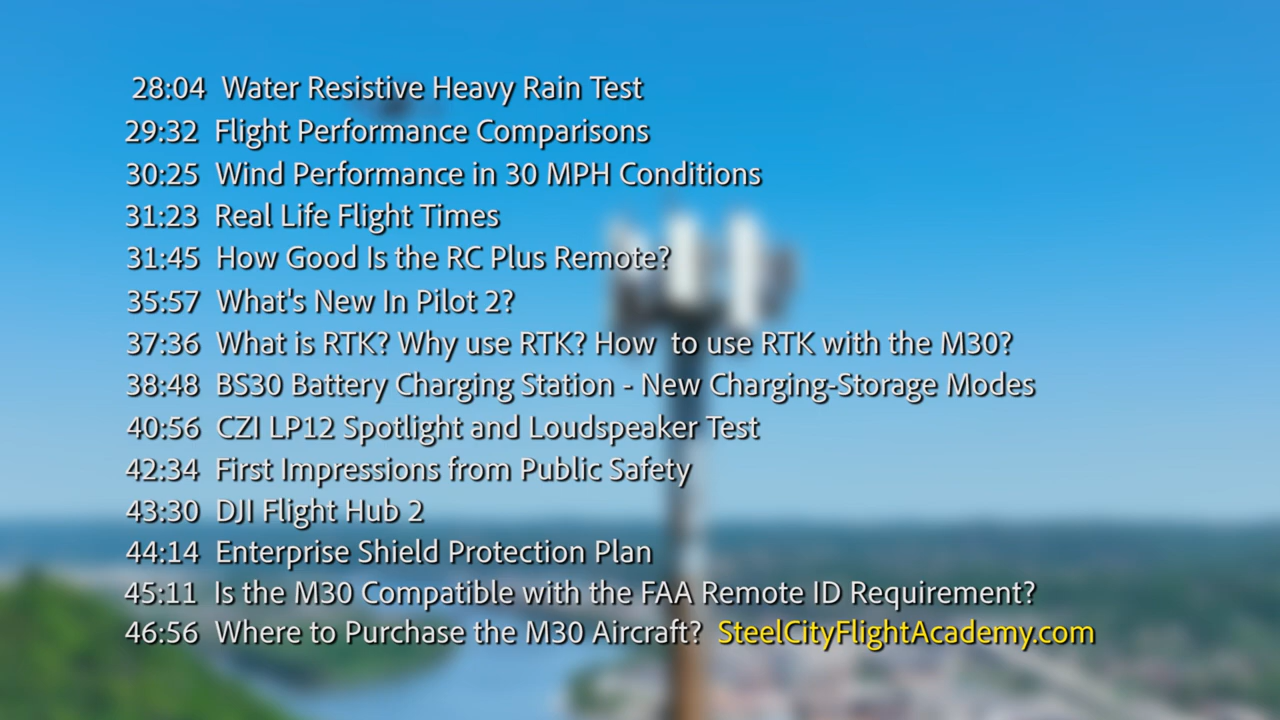 28:04 Water Resistive Heavy Rain Test
29:32 Flight Performance Comparisons
30:25 Wind Performance in 30 MPH Conditions
31:23 Real Life Flight Times
31:45 How Good Is the RC Plus Remote?
35:57 What's New In Pilot 2?
37:36 What is RTK? Why use RTK? How to use RTK with the M30?
38:48 BS30 Battery Charging Station - New Charging-Storage Modes
40:56 CZI LP12 Spotlight and Loudspeaker Test
42:34 First Impressions from Public Safety
43:30 DJI Flight Hub 2
44:14 Enterprise Shield Protection Plan
45:11 Is the M30 Compatible with the FAA Remote ID Requirement?
46:56 Where to Purchase the M30 Aircraft? SteelCityFlightAcademy.com